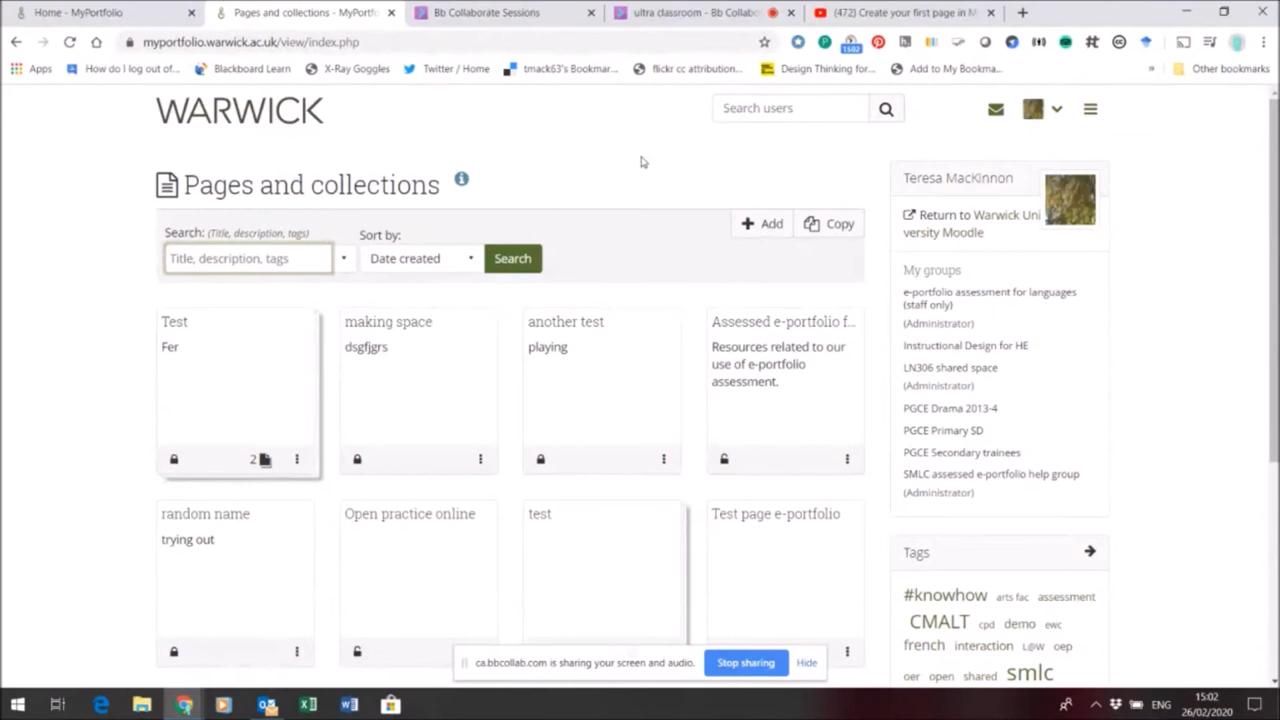 Home - MyPortfolio
Pages and collections - MyPortfo
Bb Collaborate Sessions
ultra classroom - Bb Collabo
(472) Create your first page in M
myportfolio.warwick.ac.uk/view/index.php
1502
Apps
How do I log out of...
Blackboard Learn
X-Ray Goggles
Twitter / Home
tmack63's Bookmar...
flickr cc attribution...
Design Thinking for...
Add to My Bookma...
»
Other bookmarks
WARWICK
Search users
Pages and collections
Add
Copy
Search: (Title, description, tags)
Sort by:
Title, description, tags
Date created
Search
Test
Fer
2
making space
dsgfjgrs
another test
playing
Assessed e-portfolio f...
Resources related to our
use of e-portfolio
assessment.
random name
trying out
Open practice online
test
Test page e-portfolio
Teresa MacKinnon
Return to Warwick Uni
versity Moodle
My groups
e-portfolio assessment for languages
(staff only)
(Administrator)
Instructional Design for HE
LN306 shared space
(Administrator)
PGCE Drama 2013-4
PGCE Primary SD
PGCE Secondary trainees
SMLC assessed e-portfolio help group
(Administrator)
Tags
#knowhow arts fac assessment
CMALT cpd demo ewc
french interaction L@W oep
oer open shared smlc
ca.bbcollab.com is sharing your screen and audio.
Stop sharing
Hide
ENG
15:02
26/02/2020